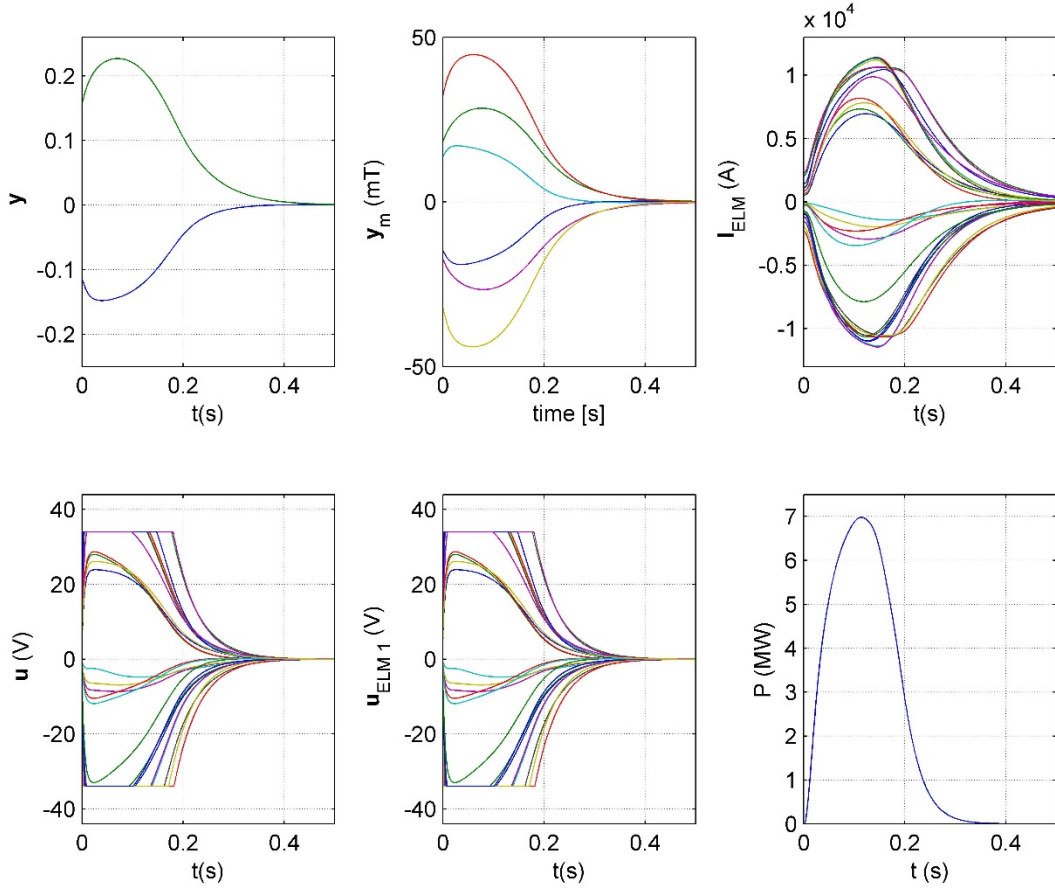 0.2
0.1
0
-0.1
-0.2
y
0 0.2 0.4
t(s)
50
0
-50
y_m (mT)
0 0.2 0.4
time [s]
x 10^4
1
0.5
0
-0.5
-1
I_ELM (A)
0 0.2 0.4
t(s)
40
20
0
-20
-40
u (V)
0 0.2 0.4
t(s)
40
20
0
-20
-40
u_ELM 1 (V)
0 0.2 0.4
t(s)
7
6
5
4
3
2
1
0
P (MW)
0 0.2 0.4
t (s)